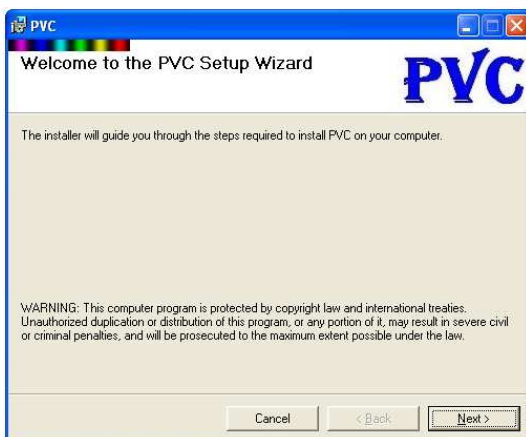 PVC
Welcome to the PVC Setup Wizard
PVC
The installer will guide you through the steps required to install PVC on your computer.
WARNING: This computer program is protected by copyright law and international treaties.
Unauthorized duplication or distribution of this program, or any portion of it, may result in severe civil
or criminal penalties, and will be prosecuted to the maximum extent possible under the law.
Cancel
< Back
Next >